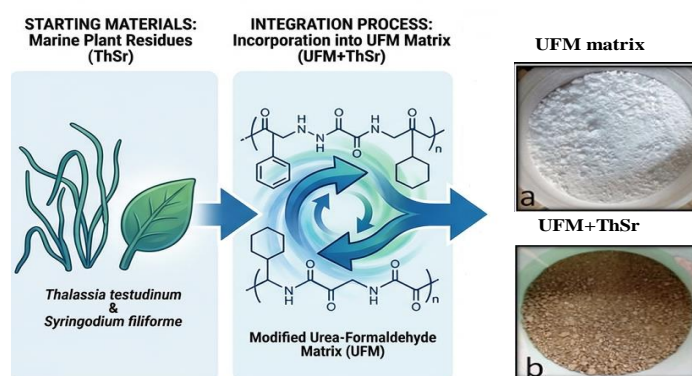 STARTING MATERIALS:
Marine Plant Residues
(ThSr)
Thalassia testudinum
&
Syringodium filiforme
INTEGRATION PROCESS:
Incorporation into UFM Matrix
(UFM+ThSr)
O
H
N
N
H
O
O
H
N
O
n
N
H
O
O
H
N
N
H
O
O
n
Modified Urea-Formaldehyde
Matrix (UFM)
UFM matrix
a
UFM+ThSr
b